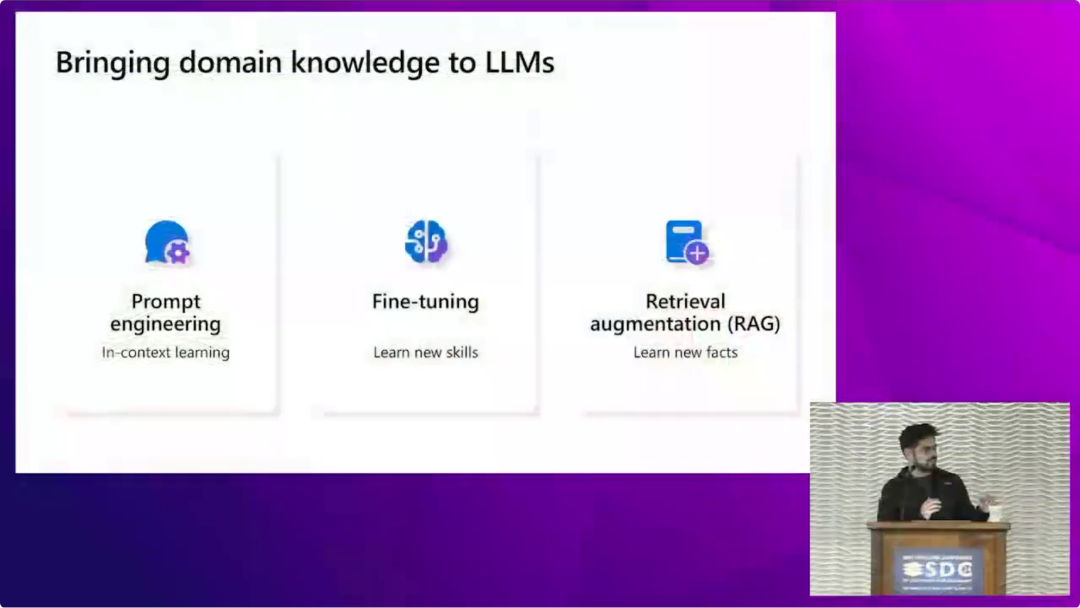 Bringing domain knowledge to LLMs
Prompt
engineering
In-context learning
Fine-tuning
Learn new skills
Retrieval
augmentation (RAG)
Learn new facts
SDC